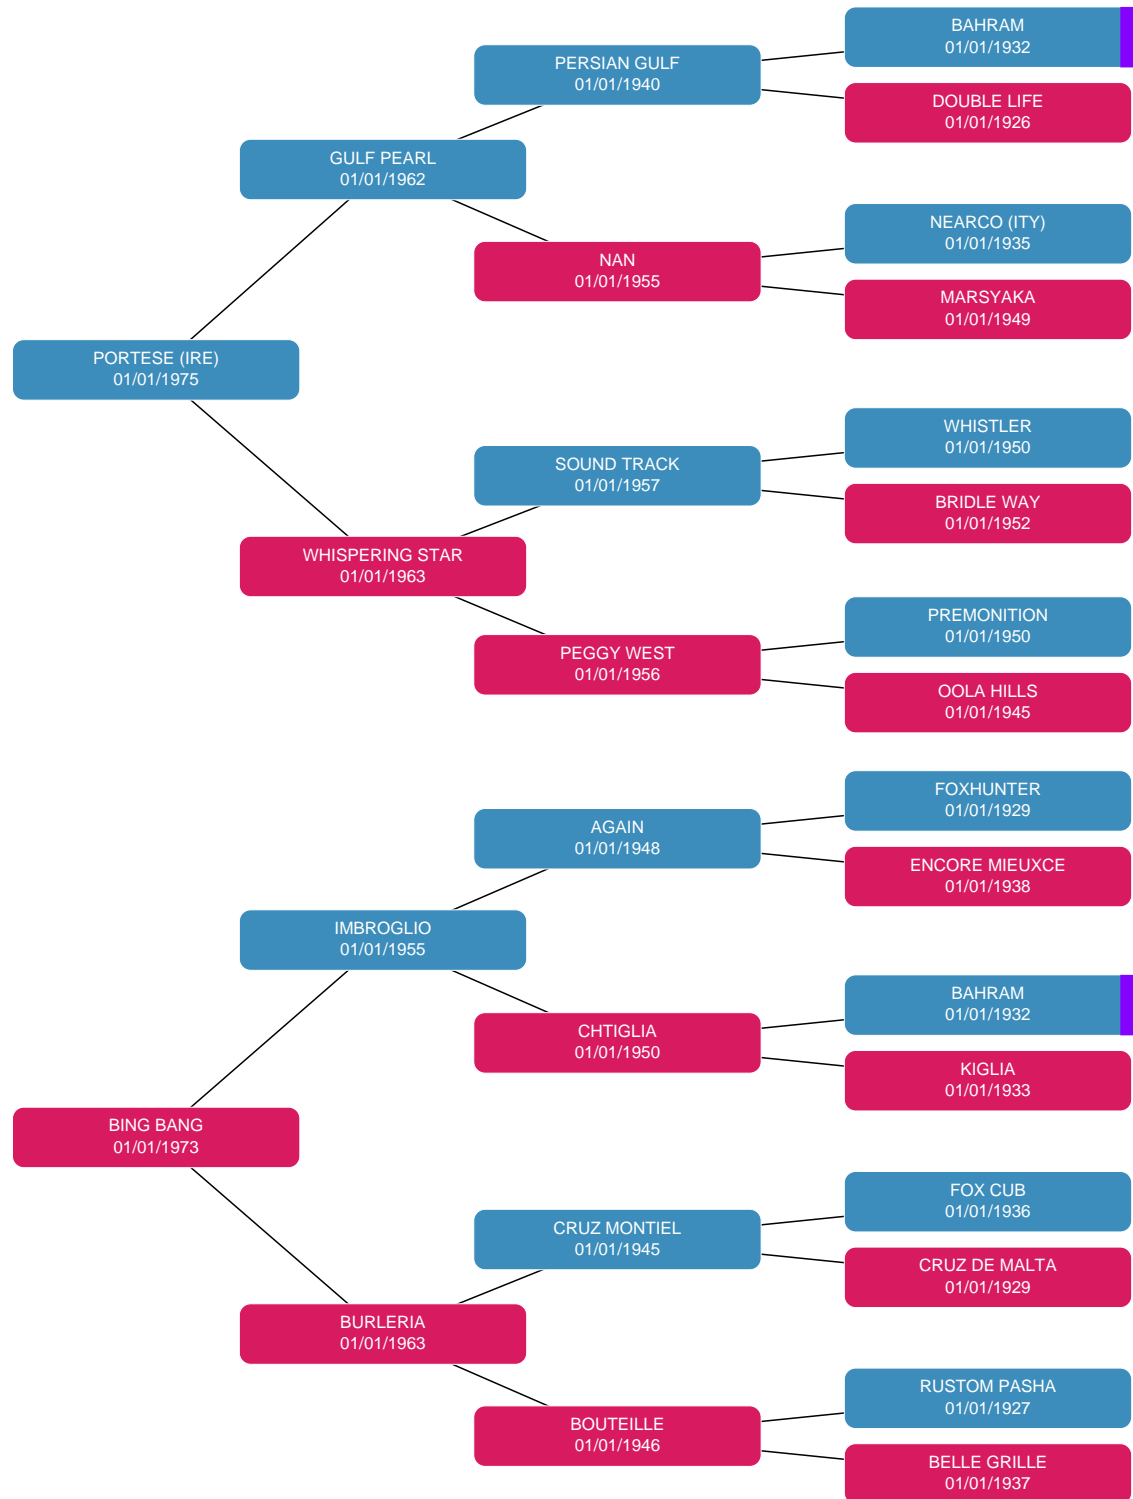 BAHRAM
01/01/1932
PERSIAN GULF
01/01/1940
DOUBLE LIFE
01/01/1926
GULF PEARL
01/01/1962
NEARCO (ITY)
01/01/1935
NAN
01/01/1955
MARSYAKA
01/01/1949
PORTESE (IRE)
01/01/1975
WHISTLER
01/01/1950
SOUND TRACK
01/01/1957
BRIDLE WAY
01/01/1952
WHISPERING STAR
01/01/1963
PREMONITION
01/01/1950
PEGGY WEST
01/01/1956
OOLA HILLS
01/01/1945
FOXHUNTER
01/01/1929
AGAIN
01/01/1948
ENCORE MIEUXCE
01/01/1938
IMBROGLIO
01/01/1955
BAHRAM
01/01/1932
CHTIGLIA
01/01/1950
KIGLIA
01/01/1933
BING BANG
01/01/1973
FOX CUB
01/01/1936
CRUZ MONTIEL
01/01/1945
CRUZ DE MALTA
01/01/1929
BURLERIA
01/01/1963
RUSTOM PASHA
01/01/1927
BOUTEILLE
01/01/1946
BELLE GRILLE
01/01/1937